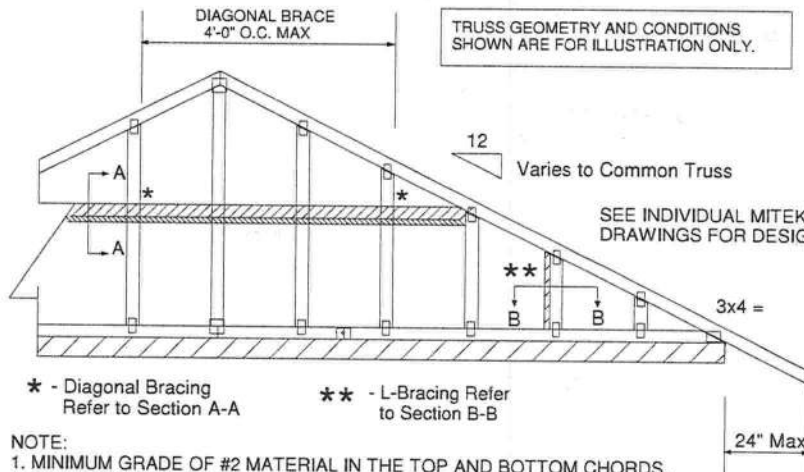 DIAGONAL BRACE
4'-0" O.C. MAX
TRUSS GEOMETRY AND CONDITIONS
SHOWN ARE FOR ILLUSTRATION ONLY.
12
Varies to Common Truss
SEE INDIVIDUAL MITEK
DRAWINGS FOR DESIG
A
*
*
A
**
B
B
3x4 =
* - Diagonal Bracing
Refer to Section A-A
** - L-Bracing Refer
to Section B-B
24" Max
NOTE:
1. MINIMUM GRADE OF #2 MATERIAL IN THE TOP AND BOTTOM CHORDS